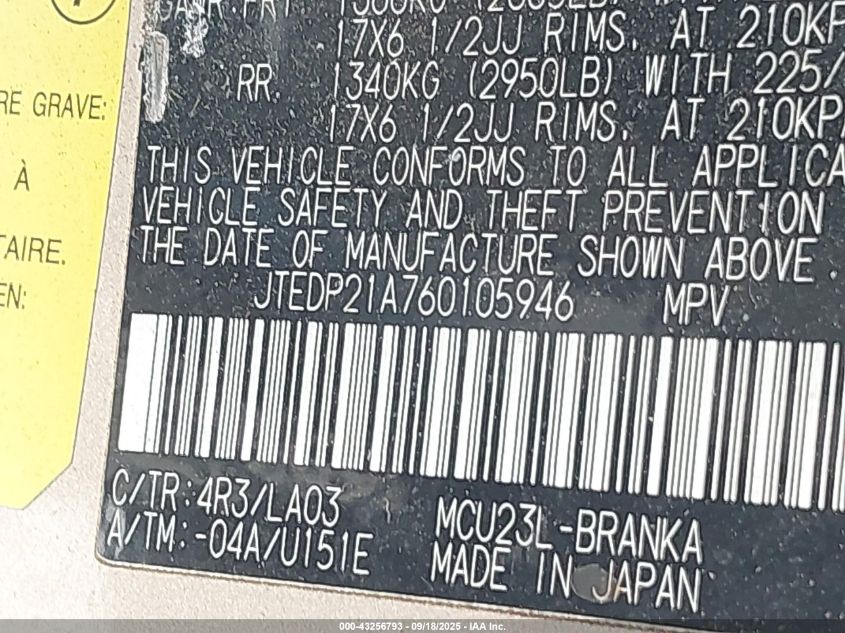 17X6 1/2JJ RIMS. AT 210KP
RR. 1340KG (2950LB) WITH 225/
17X6 1/2JJ RIMS. AT 210KP
THIS VEHICLE CONFORMS TO ALL APPLICA
VEHICLE SAFETY AND THEFT PREVENTION
THE DATE OF MANUFACTURE SHOWN ABOVE.
JTEDP21A760105946 MPV
C/TR:4R3/LA03 MCU23L-BRANKA
A/TM:-04A/U151E MADE IN JAPAN
RE GRAVE:
À
TAIRE.
EN:
000-43256793 - 09/18/2025 - IAA Inc.